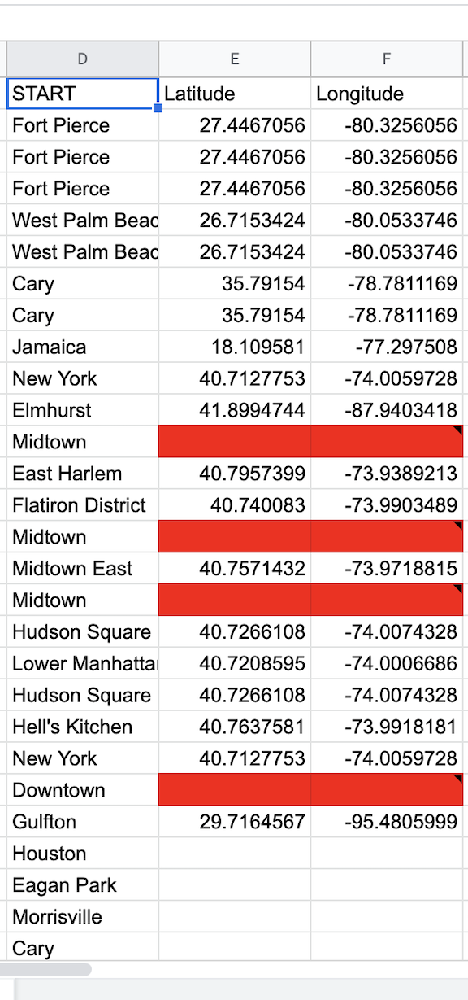 D E F
START Latitude Longitude
Fort Pierce 27.4467056 -80.3256056
Fort Pierce 27.4467056 -80.3256056
Fort Pierce 27.4467056 -80.3256056
West Palm Beac 26.7153424 -80.0533746
West Palm Beac 26.7153424 -80.0533746
Cary 35.79154 -78.7811169
Cary 35.79154 -78.7811169
Jamaica 18.109581 -77.297508
New York 40.7127753 -74.0059728
Elmhurst 41.8994744 -87.9403418
Midtown
East Harlem 40.7957399 -73.9389213
Flatiron District 40.740083 -73.9903489
Midtown
Midtown East 40.7571432 -73.9718815
Midtown
Hudson Square 40.7266108 -74.0074328
Lower Manhattan 40.7208595 -74.0006686
Hudson Square 40.7266108 -74.0074328
Hell's Kitchen 40.7637581 -73.9918181
New York 40.7127753 -74.0059728
Downtown
Gulfton 29.7164567 -95.4805999
Houston
Eagan Park
Morrisville
Cary